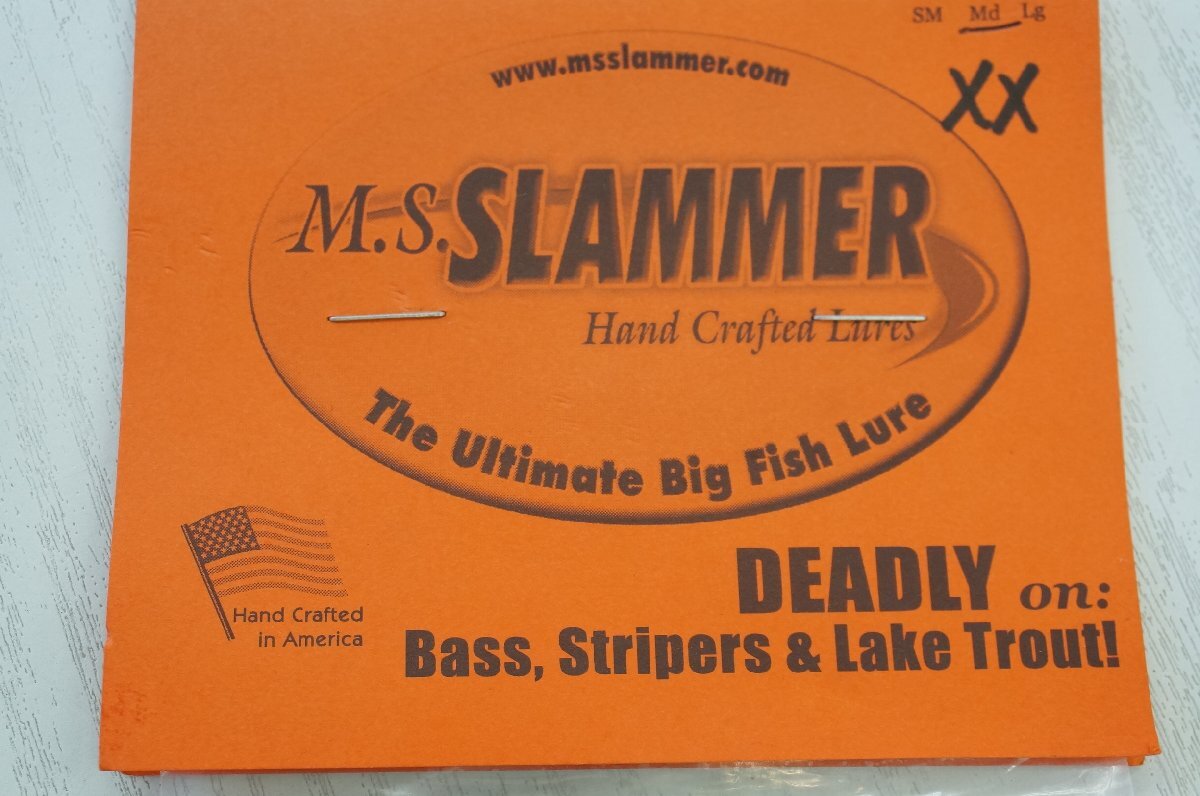 SM Md Lg
XX
www.msslammer.com
M.S. SLAMMER
Hand Crafted Lures
The Ultimate Big Fish Lure
Hand Crafted
in America
DEADLY on:
Bass, Stripers & Lake Trout!